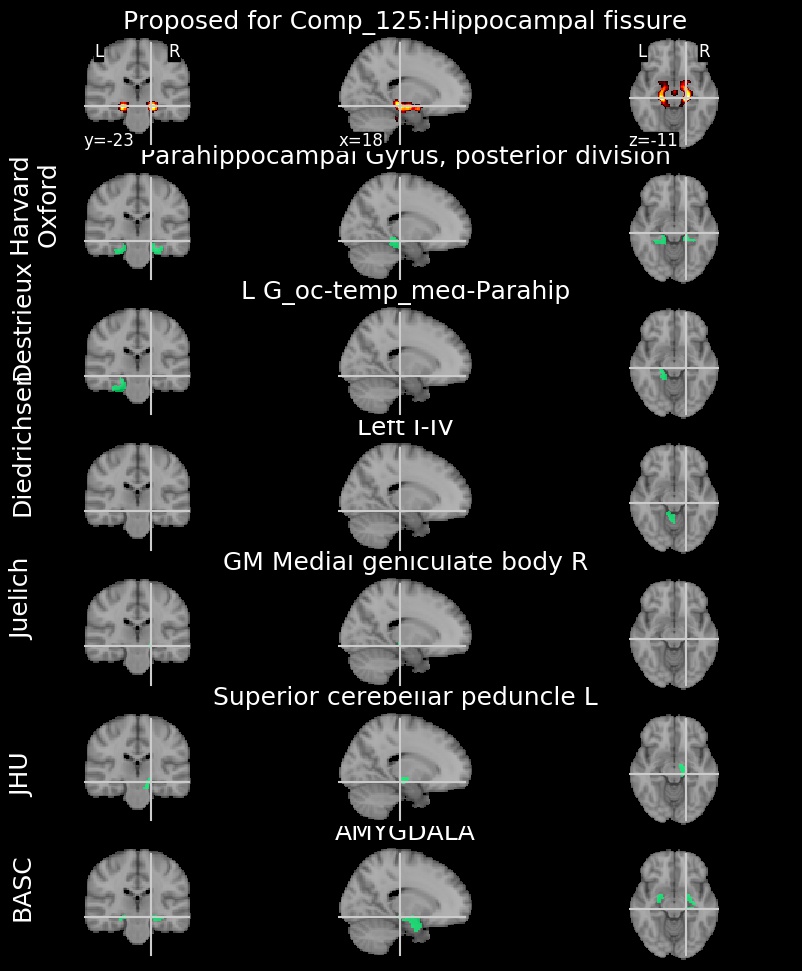 Proposed for Comp_125:Hippocampal fissure
L R L R
y=-23 x=18 z=-11
Harvard
Oxford
Parahippocampal Gyrus, posterior division
Destrieux
L G_oc-temp_med-Parahip
Diedrichsen
Left I-IV
Juelich
GM Medial geniculate body R
JHU
Superior cerebellar peduncle L
BASC
AMYGDALA